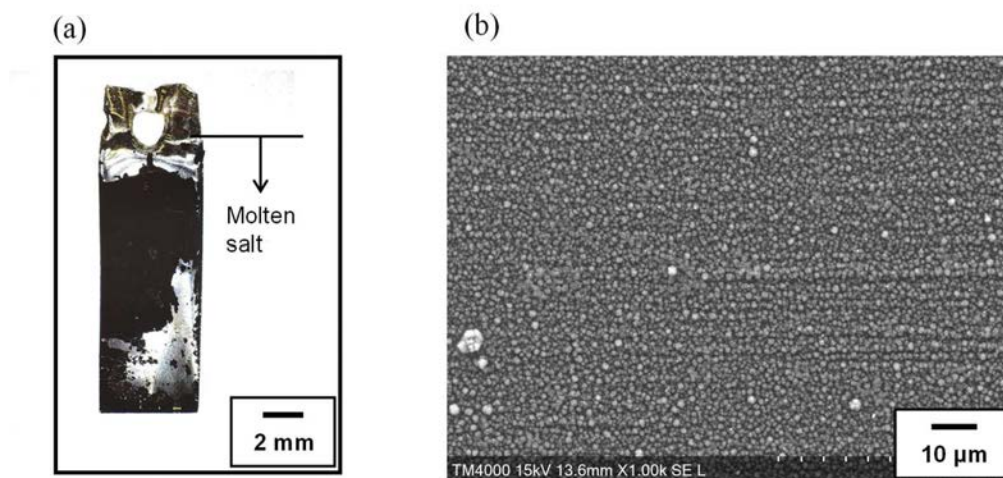 (a)
(b)
Molten
salt
2 mm
TM4000 15kV 13.6mm X1.00k SE L
10 µm